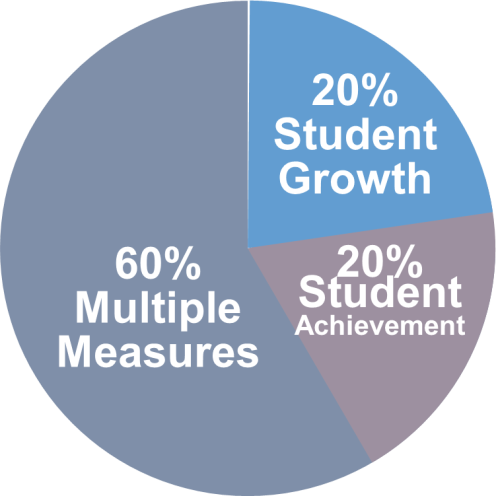 20%
Student
Growth
20%
Student
Achievement
60%
Multiple
Measures